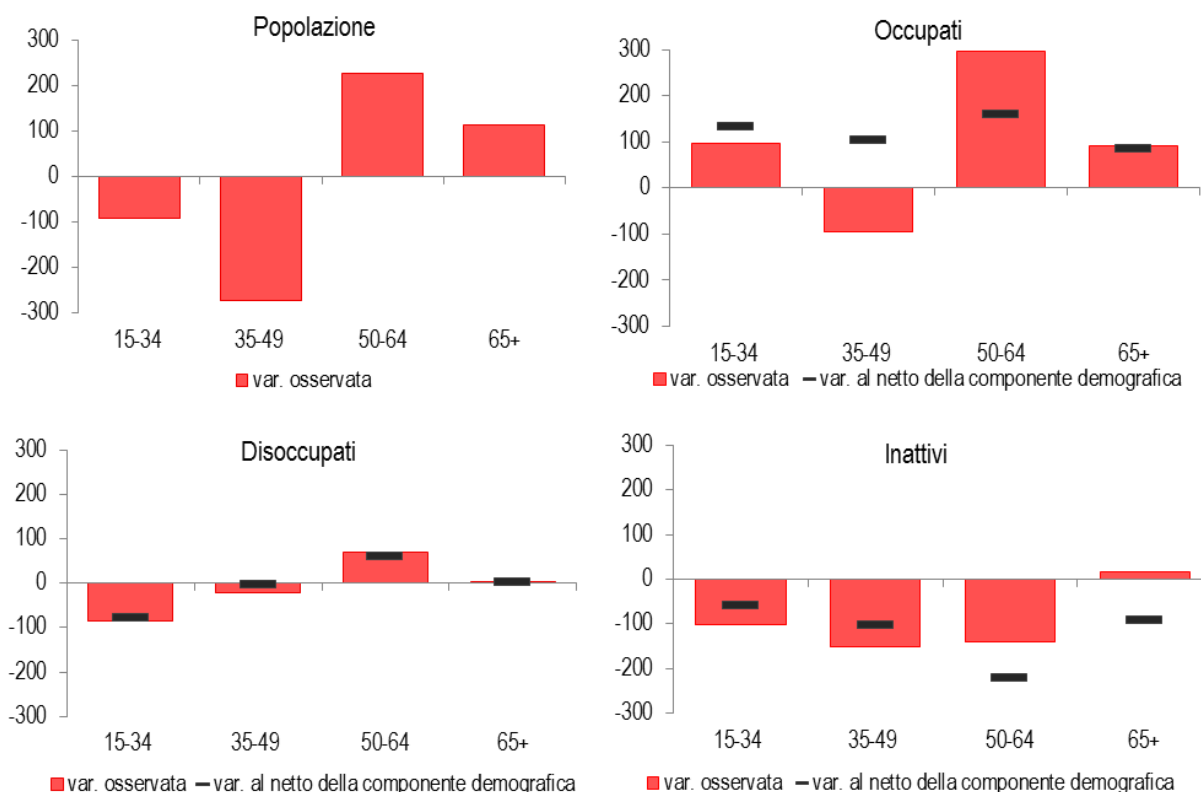 Popolazione
300
200
100
0
-100
-200
-300
15-34 35-49 50-64 65+
var. osservata
Occupati
300
200
100
0
-100
-200
-300
15-34 35-49 50-64 65+
var. osservata var. al netto della componente demografica
Disoccupati
300
200
100
0
-100
-200
-300
15-34 35-49 50-64 65+
var. osservata var. al netto della componente demografica
Inattivi
300
200
100
0
-100
-200
-300
15-34 35-49 50-64 65+
var. osservata var. al netto della componente demografica